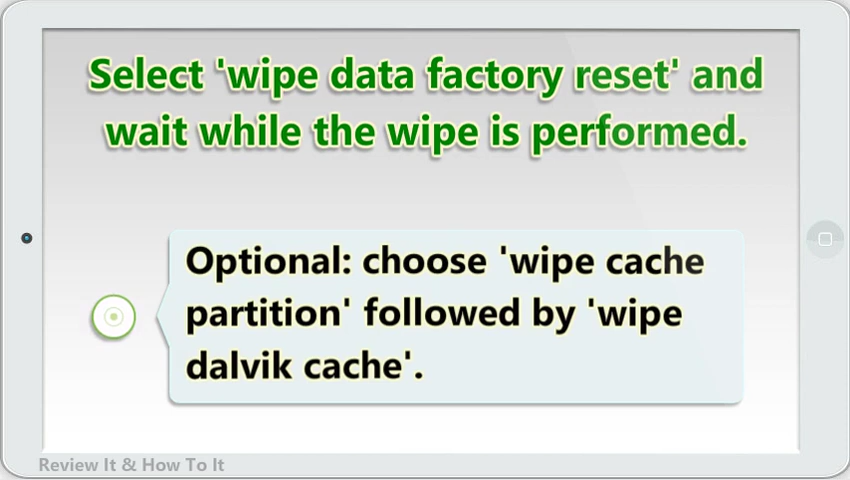 Select 'wipe data factory reset' and
wait while the wipe is performed.
Optional: choose 'wipe cache
partition' followed by 'wipe
dalvik cache'.
Review It & How To It